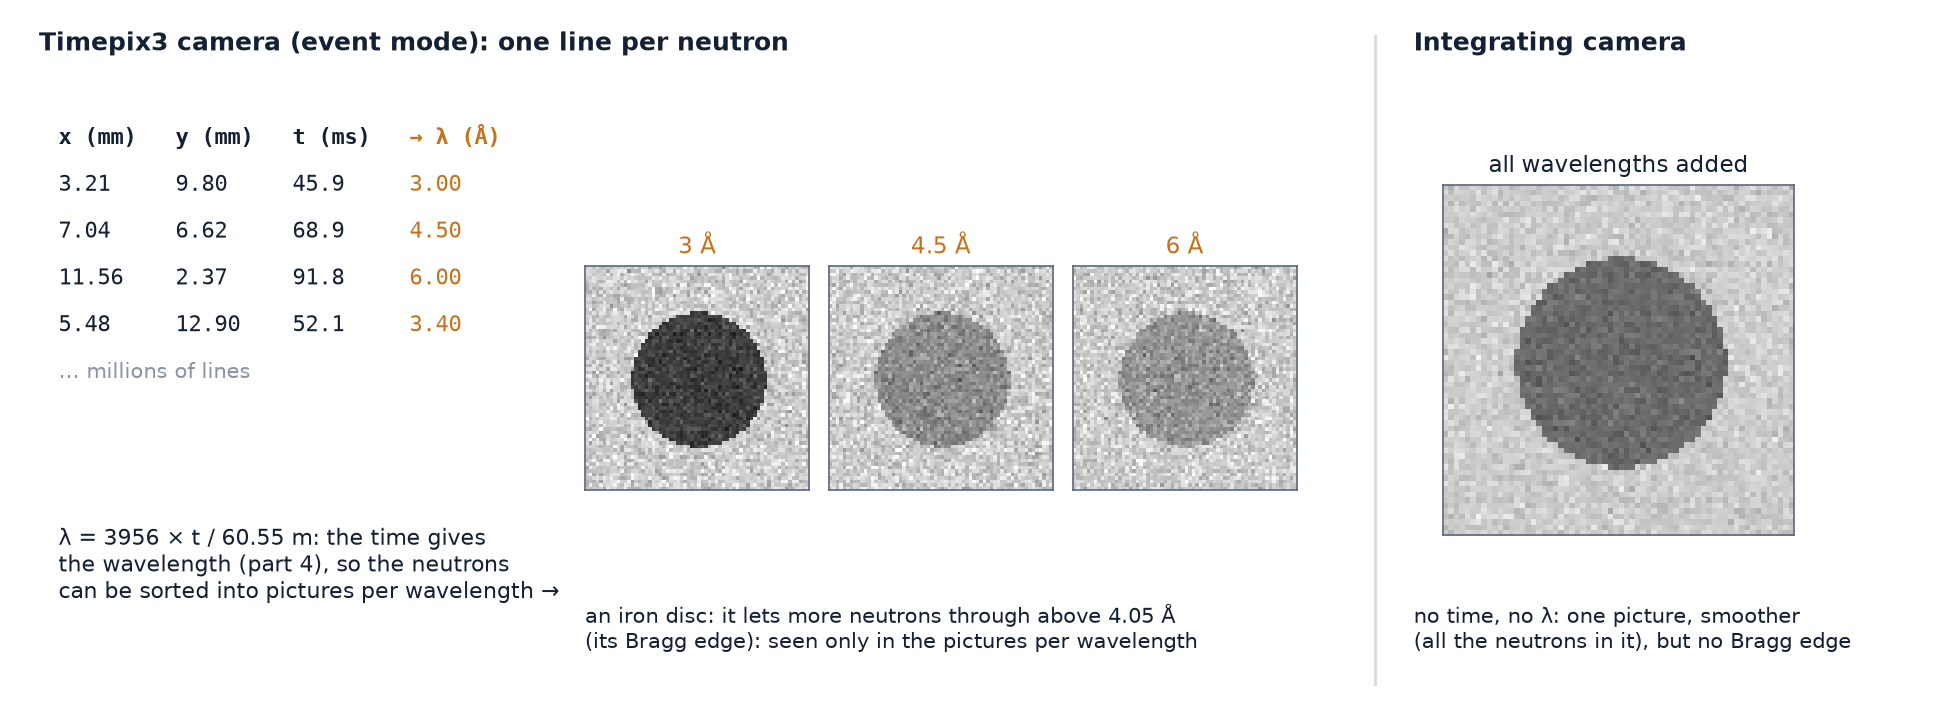 Timepix3 camera (event mode): one line per neutron
x (mm) y (mm) t (ms) → λ (Å)
3.21 9.80 45.9 3.00
7.04 6.62 68.9 4.50
11.56 2.37 91.8 6.00
5.48 12.90 52.1 3.40
... millions of lines
λ = 3956 × t / 60.55 m: the time gives
the wavelength (part 4), so the neutrons
can be sorted into pictures per wavelength →
3 Å 4.5 Å 6 Å
an iron disc: it lets more neutrons through above 4.05 Å
(its Bragg edge): seen only in the pictures per wavelength
Integrating camera
all wavelengths added
no time, no λ: one picture, smoother
(all the neutrons in it), but no Bragg edge